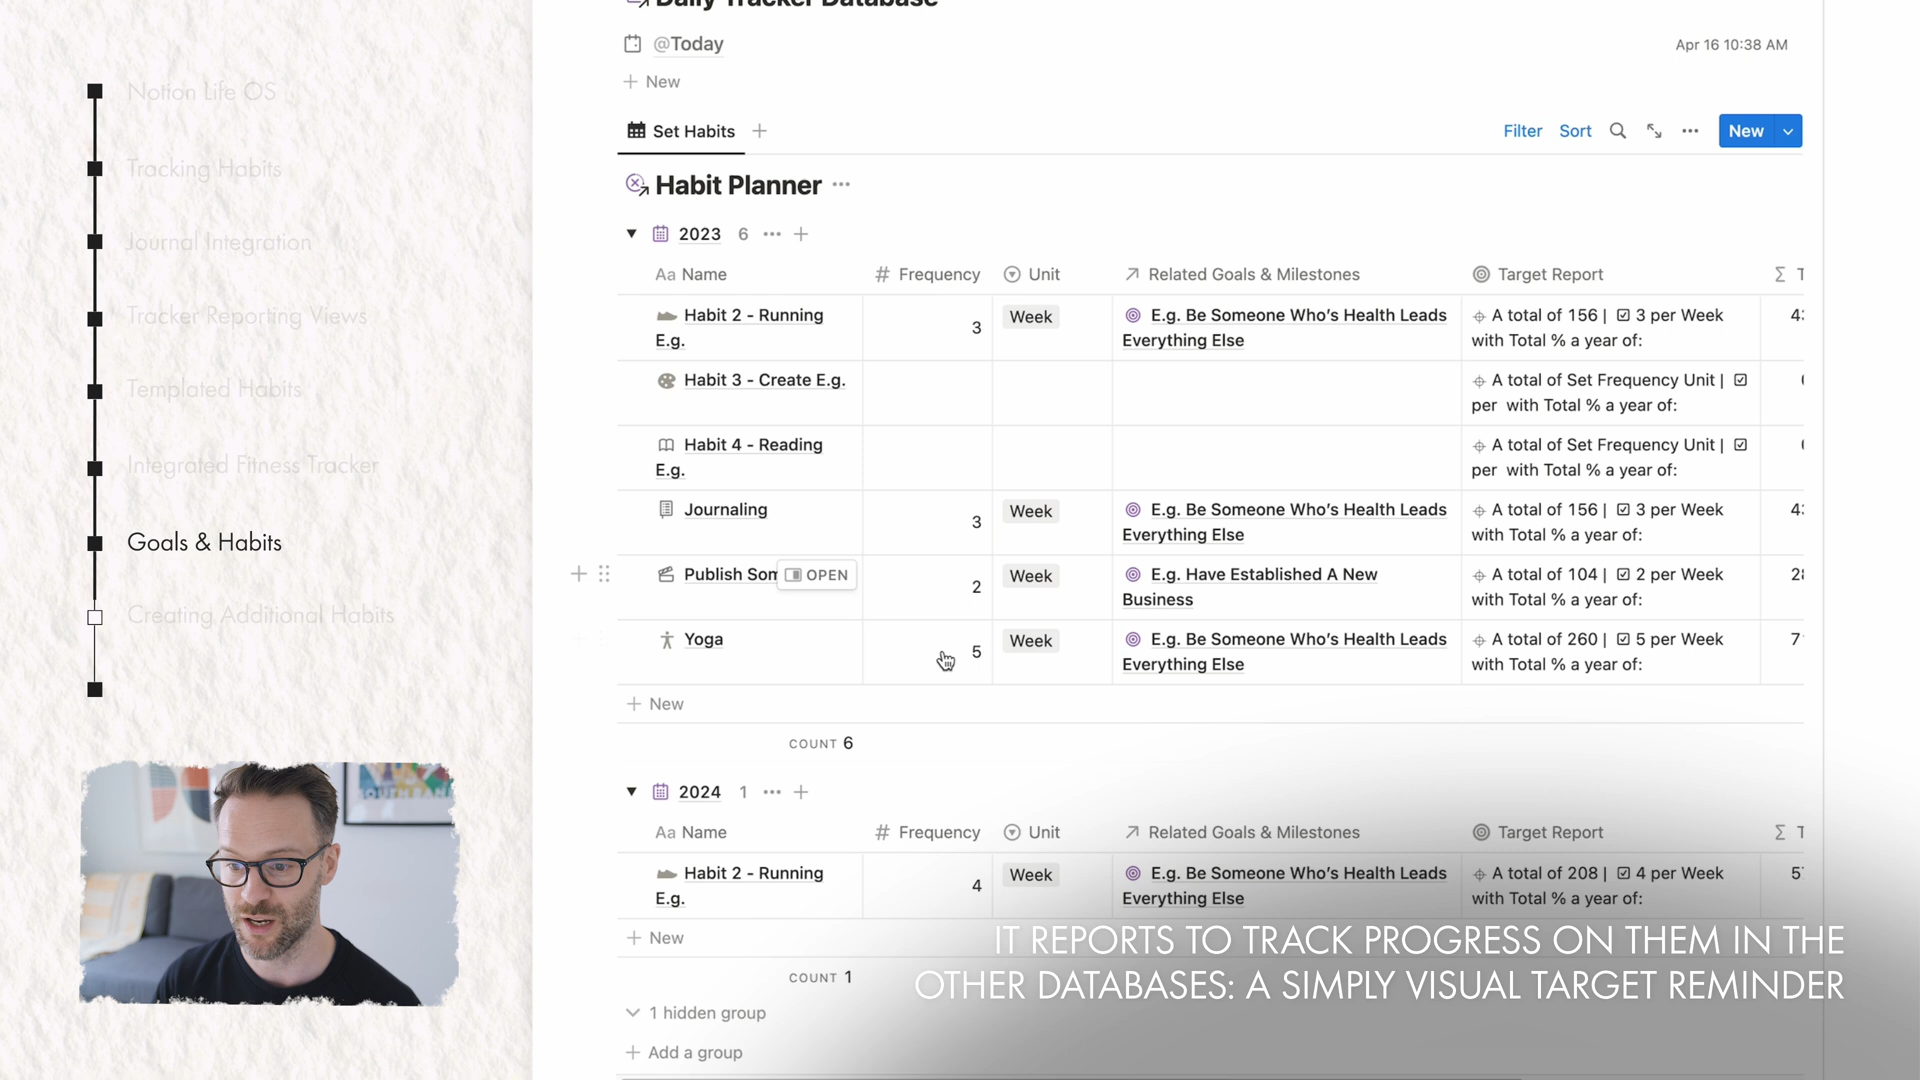 Daily Tracker Database
@Today
Apr 16 10:38 AM
New
Set Habits
Filter Sort New
Habit Planner
2023 6
Aa Name # Frequency Unit Related Goals & Milestones Target Report Σ T
Habit 2 - Running E.g. 3 Week E.g. Be Someone Who's Health Leads Everything Else A total of 156 | 3 per Week with Total % a year of:
Habit 3 - Create E.g. A total of Set Frequency Unit | per with Total % a year of:
Habit 4 - Reading E.g. A total of Set Frequency Unit | per with Total % a year of:
Journaling 3 Week E.g. Be Someone Who's Health Leads Everything Else A total of 156 | 3 per Week with Total % a year of:
Publish Som OPEN 2 Week E.g. Have Established A New Business A total of 104 | 2 per Week with Total % a year of:
Yoga 5 Week E.g. Be Someone Who's Health Leads Everything Else A total of 260 | 5 per Week with Total % a year of:
New
COUNT 6
2024 1
Aa Name # Frequency Unit Related Goals & Milestones Target Report Σ T
Habit 2 - Running E.g. 4 Week E.g. Be Someone Who's Health Leads Everything Else A total of 208 | 4 per Week with Total % a year of:
New
COUNT 1
1 hidden group
Add a group
Notion Life OS
Tracking Habits
Journal Integration
Tracker Reporting Views
Templated Habits
Integrated Fitness Tracker
Goals & Habits
Creating Additional Habits
IT REPORTS TO TRACK PROGRESS ON THEM IN THE
OTHER DATABASES: A SIMPLY VISUAL TARGET REMINDER